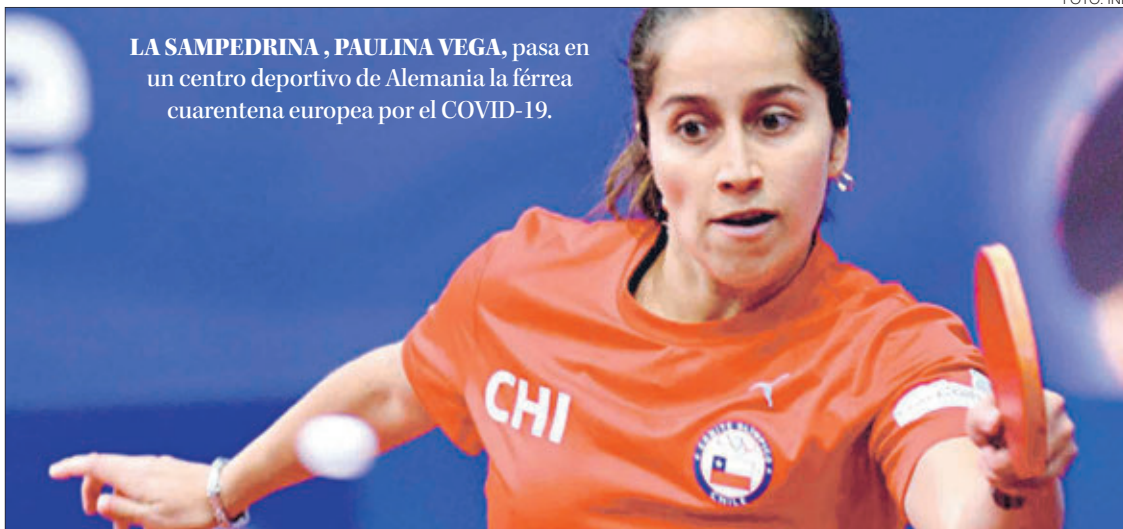 LA SAMPEDRINA , PAULINA VEGA, pasa en
un centro deportivo de Alemania la férrea
cuarentena europea por el COVID-19.
CHI
CHILE